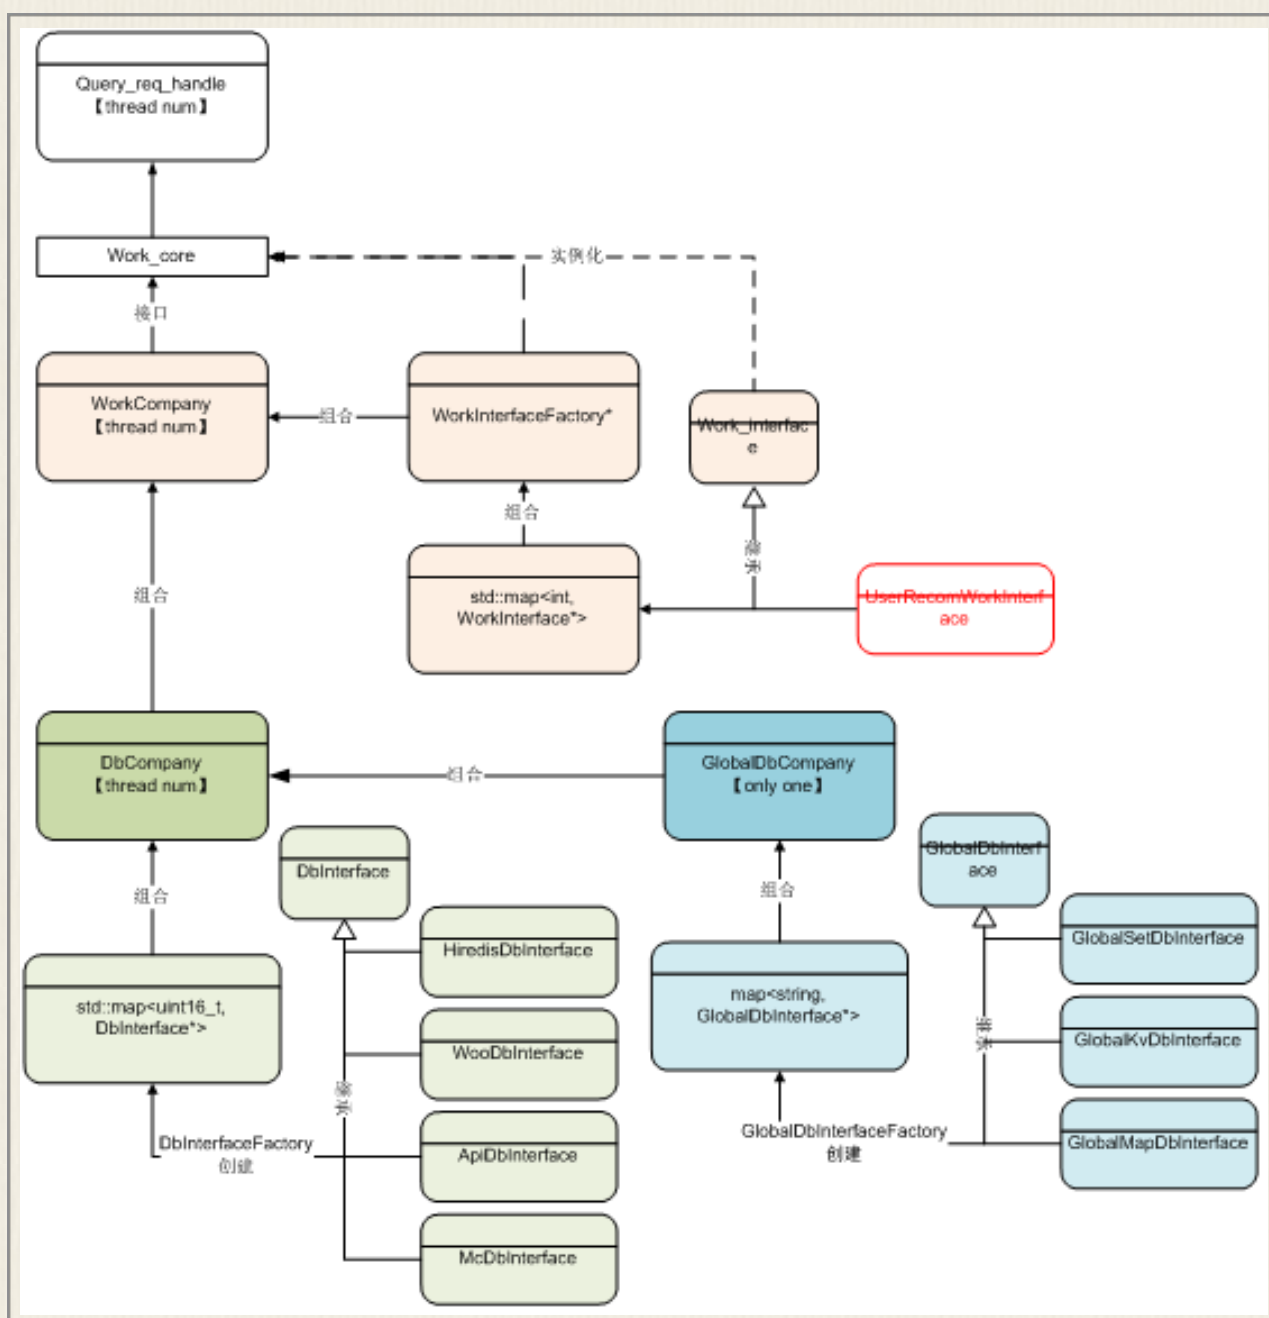 Query_req_handle
【thread num】
Work_core
实例化
接口
WorkCompany
【thread num】
组合
WorkInterfaceFactory*
Work_interfac
e
组合
继承
std::map<int,
WorkInterface*>
UserRecomWorkInterf
ace
组合
DbCompany
【thread num】
组合
GlobalDbCompany
【only one】
组合
DbInterface
组合
GlobalDbInterf
ace
HiredisDbInterface
GlobalSetDbInterface
std::map<uint16_t,
DbInterface*>
map<string,
GlobalDbInterface*>
继承
WooDbInterface
GlobalKvDbInterface
继承
DbInterfaceFactory
创建
ApiDbInterface
GlobalDbInterfaceFactory
创建
GlobalMapDbInterface
McDbInterface